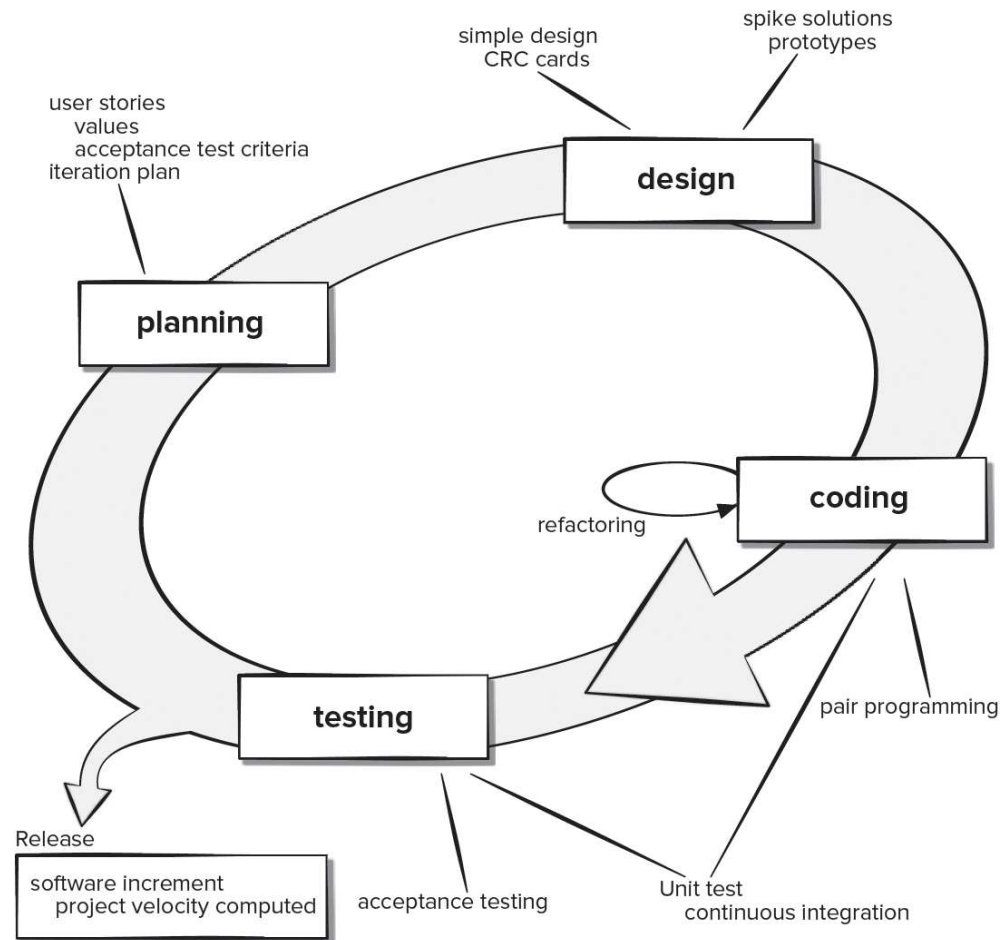 spike solutions
prototypes
simple design
CRC cards
user stories
values
acceptance test criteria
iteration plan
design
planning
coding
refactoring
testing
pair programming
Release
software increment
project velocity computed
acceptance testing
Unit test
continuous integration